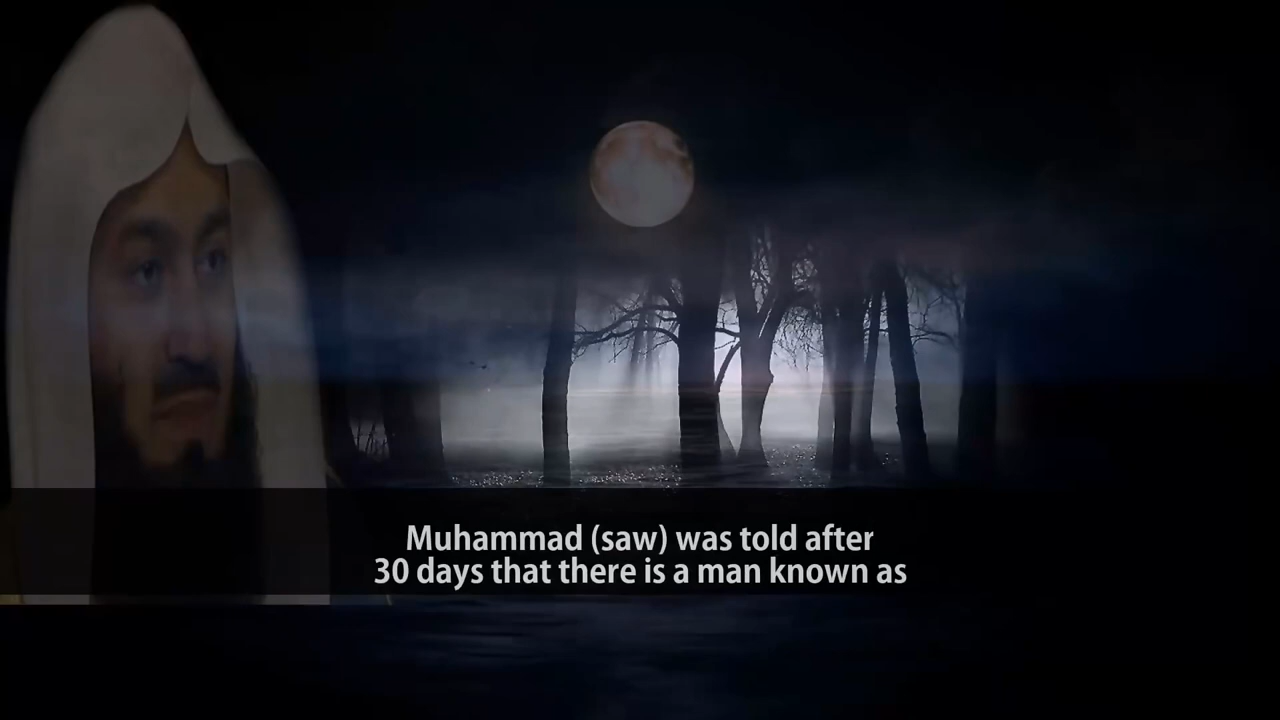 Muhammad (saw) was told after
30 days that there is a man known as